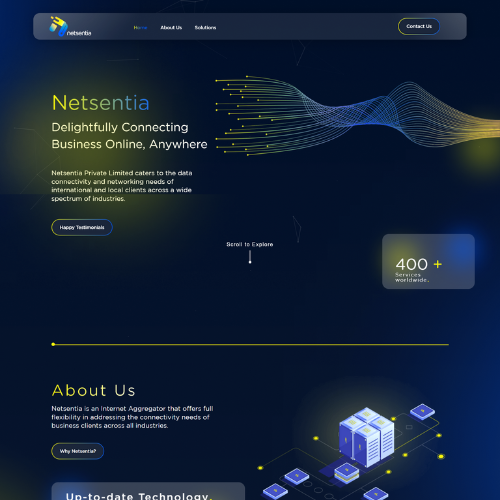 netsentia
Home
About Us
Solutions
Contact Us
Netsentia
Delightfully Connecting
Business Online, Anywhere
Netsentia Private Limited caters to the data
connectivity and networking needs of
international and local clients across a wide
spectrum of industries.
Happy Testimonials
Scroll to Explore
400 +
Services
worldwide.
About Us
Netsentia is an Internet Aggregator that offers full
flexibility in addressing the connectivity needs of
business clients across all industries.
Why Netsentia?
Up-to-date Technology,